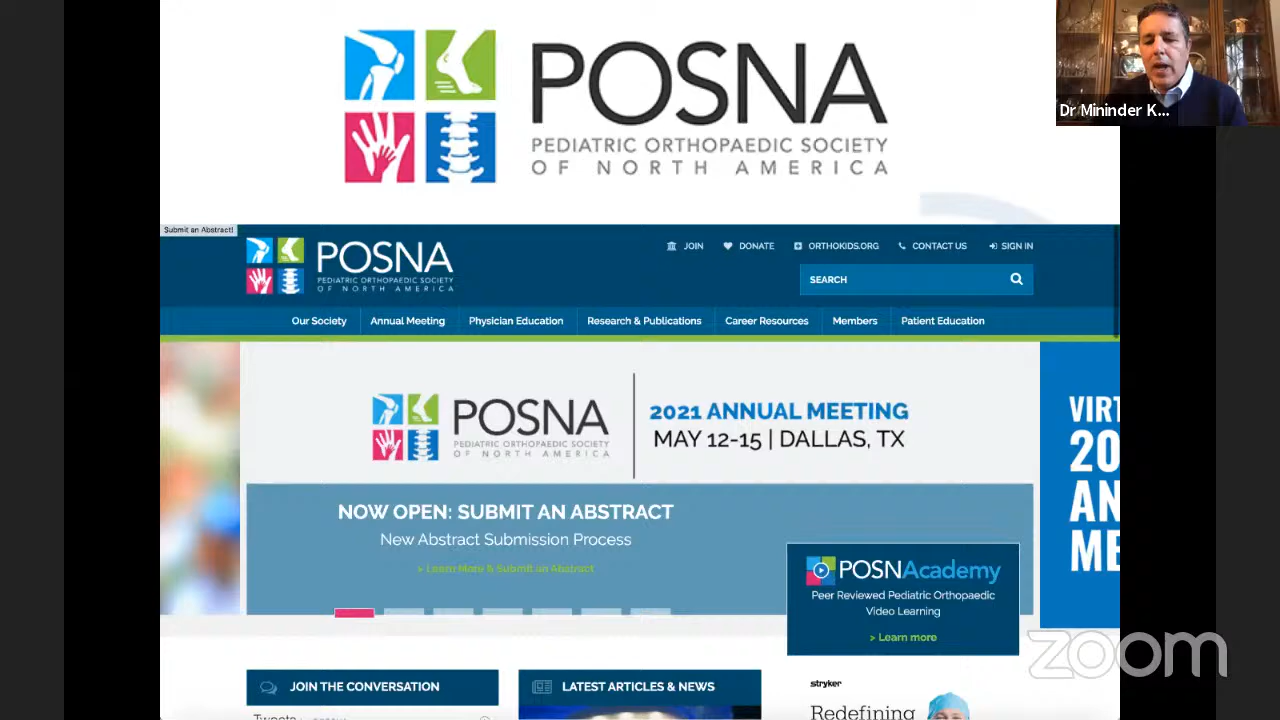 POSNA
PEDIATRIC ORTHOPAEDIC SOCIETY
OF NORTH AMERICA
Dr Mininder K...
Submit an Abstract!
POSNA
PEDIATRIC ORTHOPAEDIC SOCIETY
OF NORTH AMERICA
JOIN DONATE ORTHOKIDS.ORG CONTACT US SIGN IN
SEARCH
Our Society Annual Meeting Physician Education Research & Publications Career Resources Members Patient Education
POSNA
PEDIATRIC ORTHOPAEDIC SOCIETY
OF NORTH AMERICA
2021 ANNUAL MEETING
MAY 12-15 | DALLAS, TX
VIRT
20
AN
ME
NOW OPEN: SUBMIT AN ABSTRACT
New Abstract Submission Process
> Learn More & Submit an Abstract
POSNAcademy
Peer Reviewed Pediatric Orthopaedic
Video Learning
> Learn more
zoom
JOIN THE CONVERSATION
LATEST ARTICLES & NEWS
stryker
Redefining
Tweets